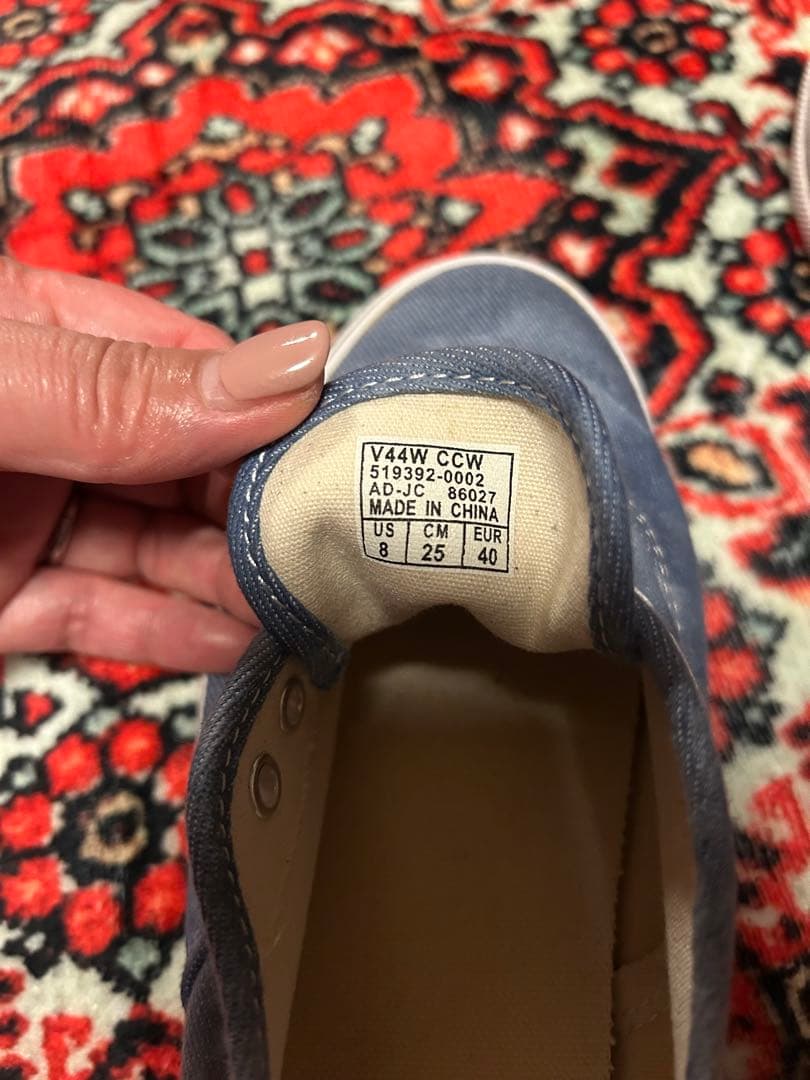 V44W CCW
519392-0002
AD-JC 86027
MADE IN CHINA
US CM EUR
8 25 40